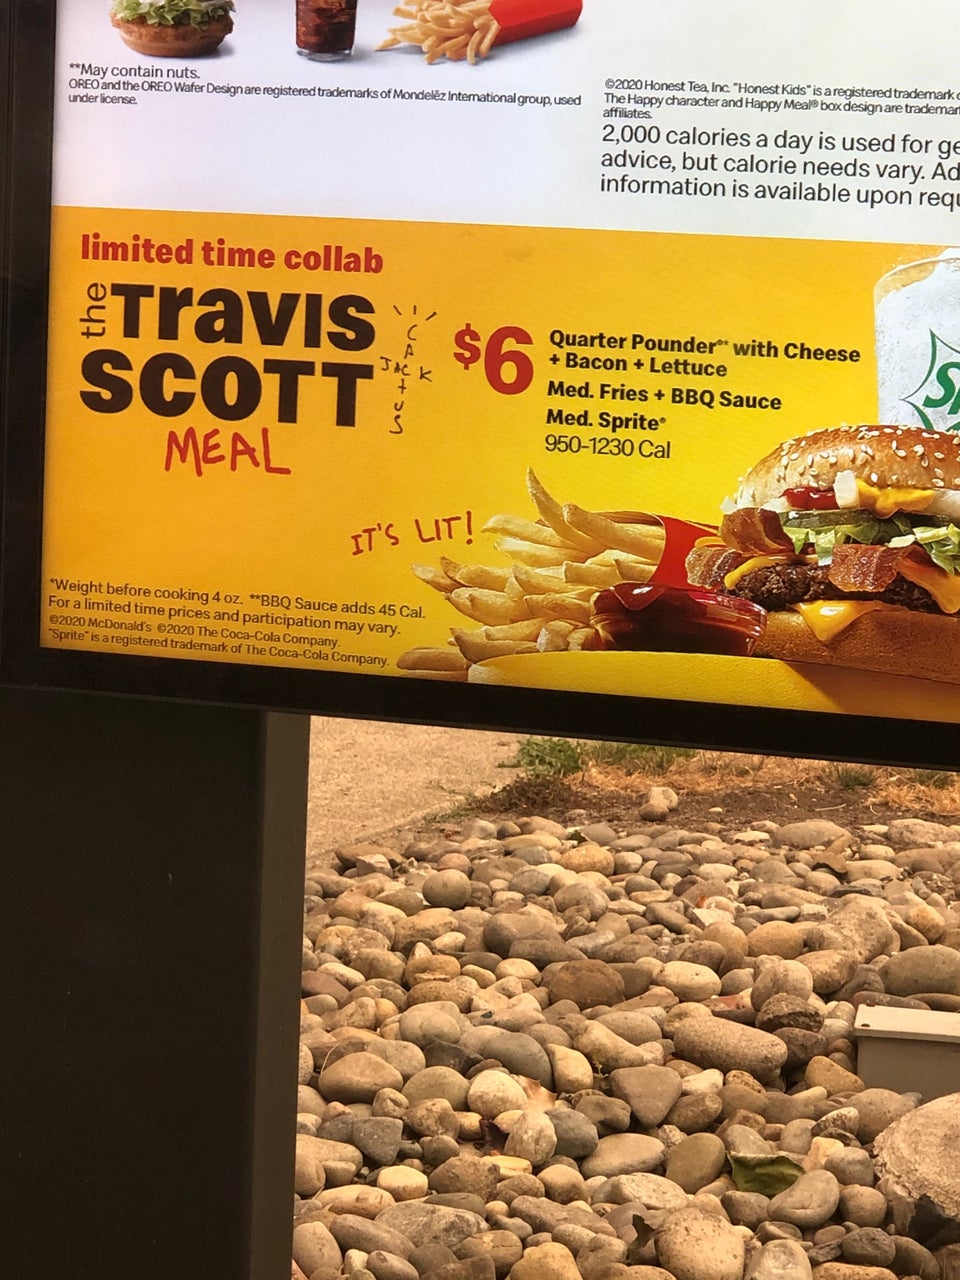 **May contain nuts.
OREO and the OREO Wafer Design are registered trademarks of Mondelēz International group, used
under license.
©2020 Honest Tea, Inc. "Honest Kids" is a registered trademark
The Happy character and Happy Meal® box design are
affiliates.
2,000 calories a day is used for
advice, but calorie needs vary.
information is available upon
limited time collab
the Travis
SCOTT
MEAL
CACTUS
JACK
$6
Quarter Pounder®* with Cheese
+ Bacon + Lettuce
Med. Fries + BBQ Sauce
Med. Sprite®
950-1230 Cal
IT'S LIT!
*Weight before cooking 4 oz. **BBQ Sauce adds 45 Cal.
For a limited time prices and participation may vary.
©2020 McDonald's ©2020 The Coca-Cola Company.
"Sprite" is a registered trademark of The Coca-Cola Company.